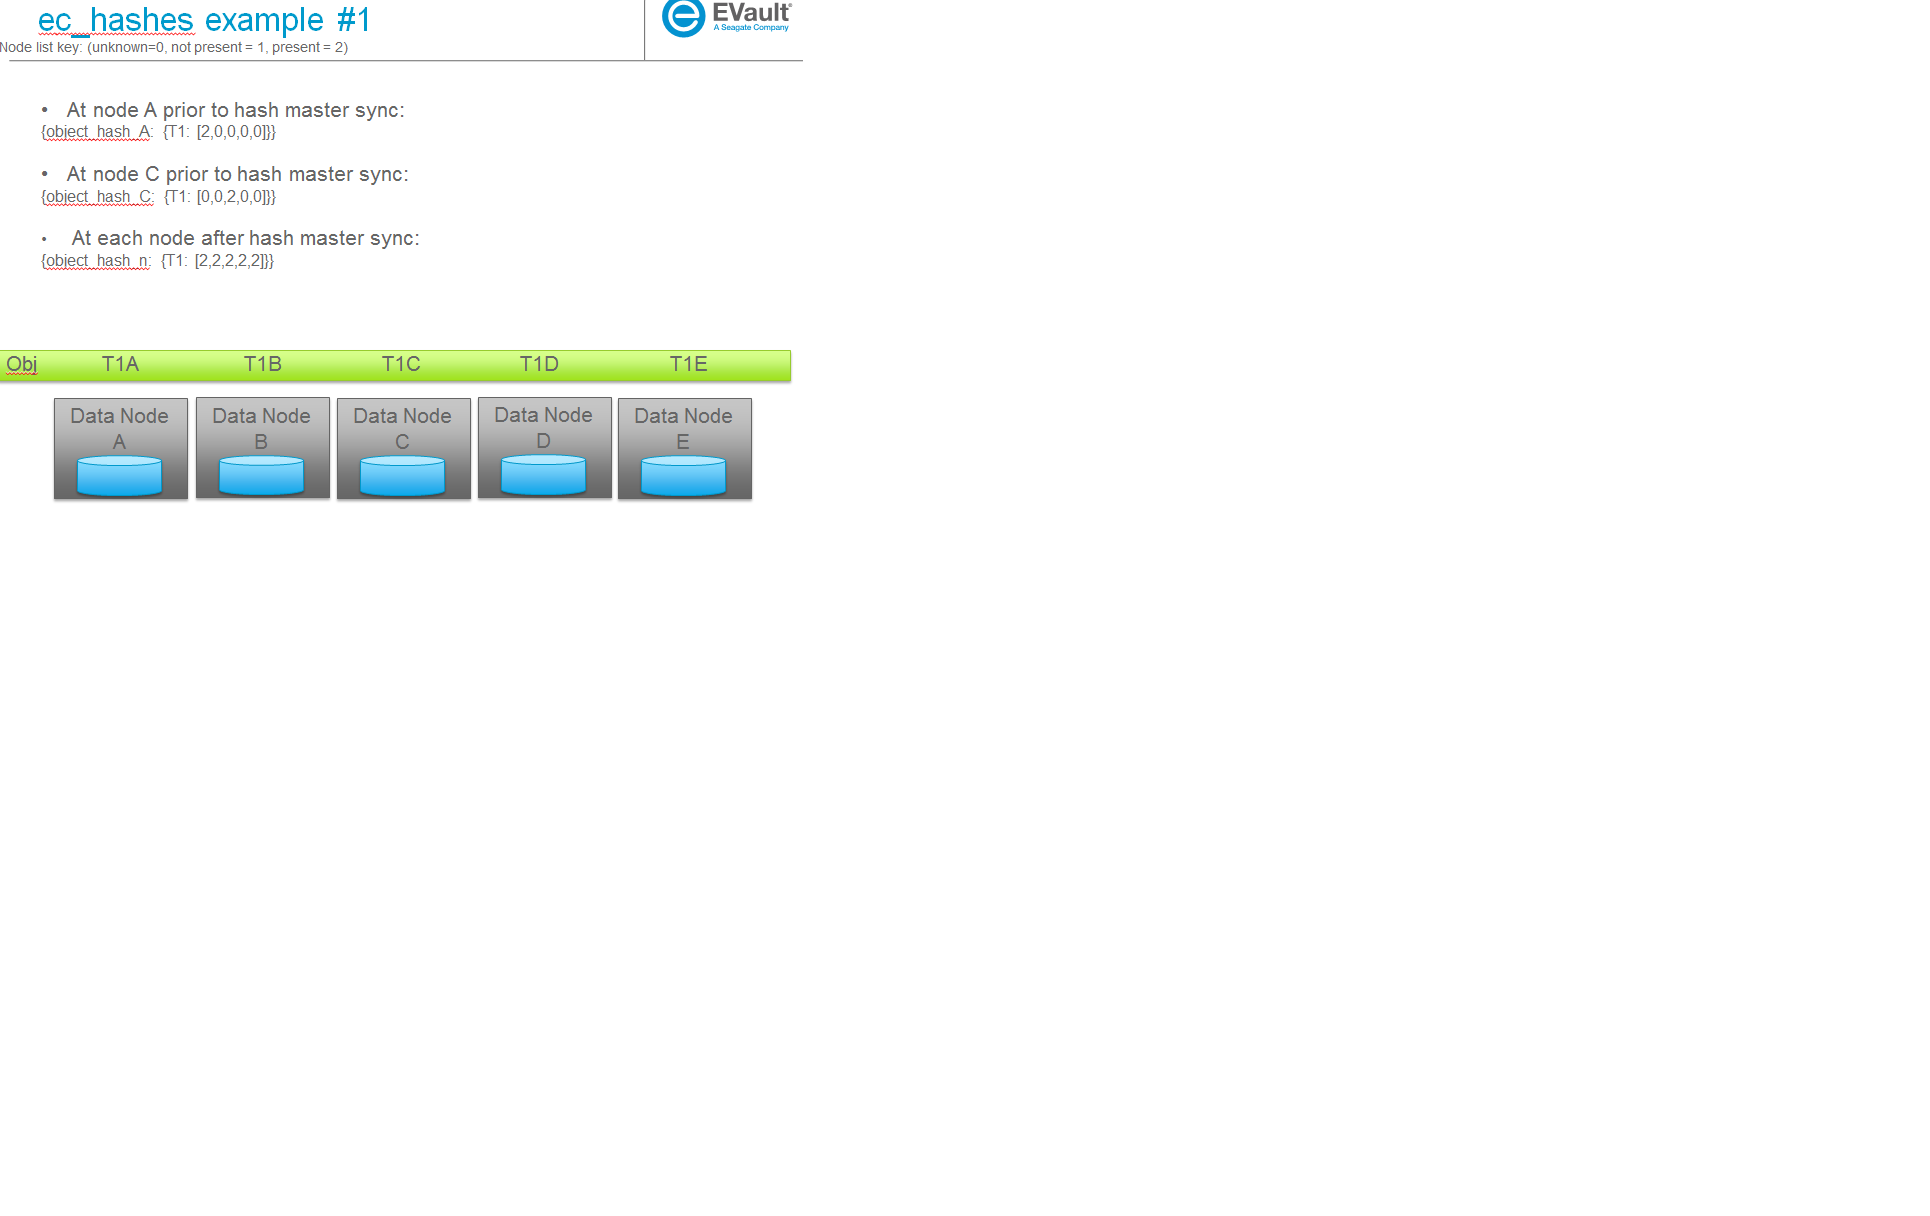 ec_hashes example #1
Node list key: (unknown=0, not present = 1, present = 2)
EVault®
A Seagate Company
• At node A prior to hash master sync:
{object_hash_A: {T1: [2,0,0,0,0]}}
• At node C prior to hash master sync:
{object_hash_C: {T1: [0,0,2,0,0]}}
• At each node after hash master sync:
{object_hash_n: {T1: [2,2,2,2,2]}}
Obj T1A T1B T1C T1D T1E
Data Node A
Data Node B
Data Node C
Data Node D
Data Node E